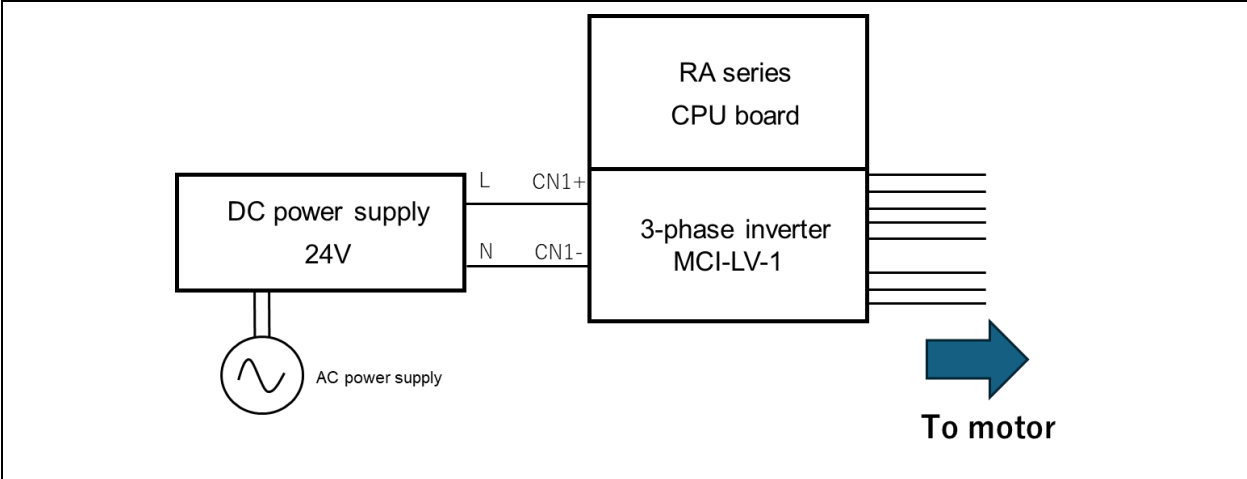 RA series
CPU board
L CN1+
DC power supply
24V
3-phase inverter
MCI-LV-1
N CN1-
AC power supply
To motor